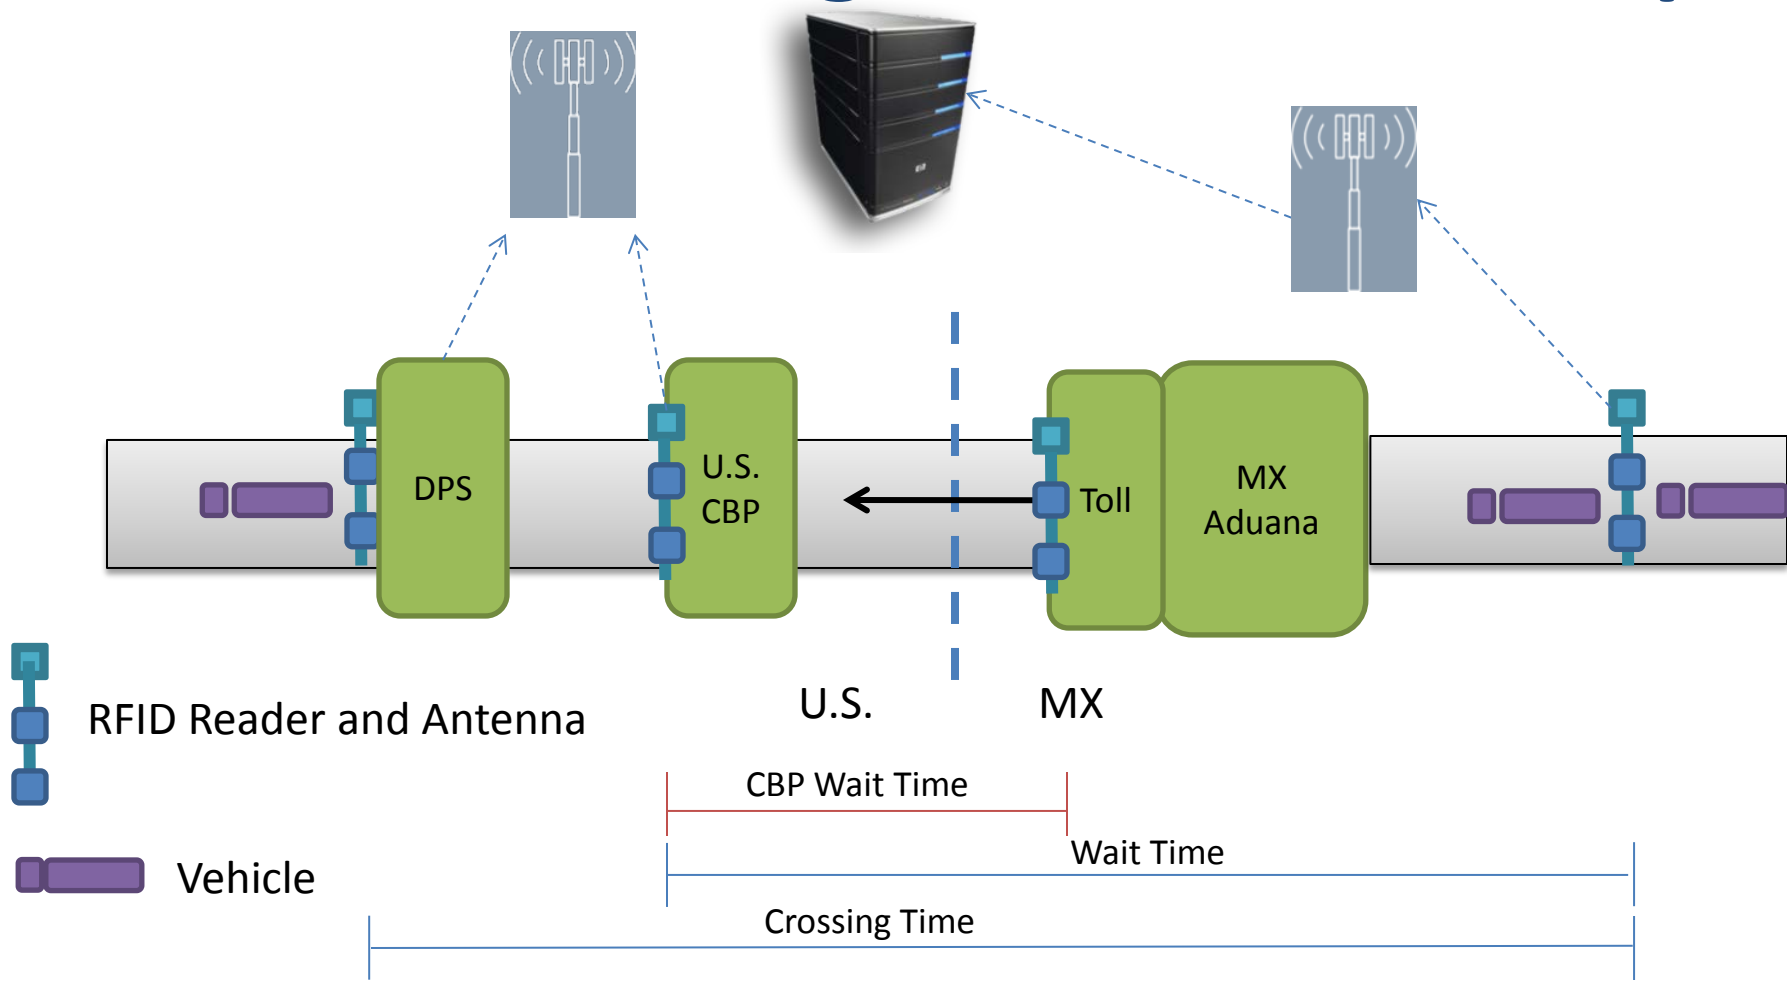 DPS
U.S.
CBP
Toll
MX
Aduana
U.S.
MX
RFID Reader and Antenna
CBP Wait Time
Wait Time
Vehicle
Crossing Time